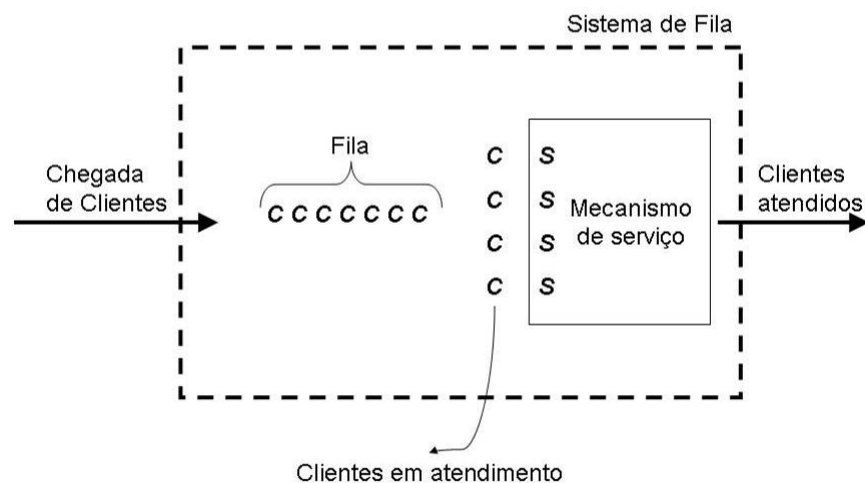 Sistema de Fila
Fila
Chegada
de Clientes
c c c c c c c
c s
c s
c s
c s
Mecanismo
de serviço
Clientes
atendidos
Clientes em atendimento